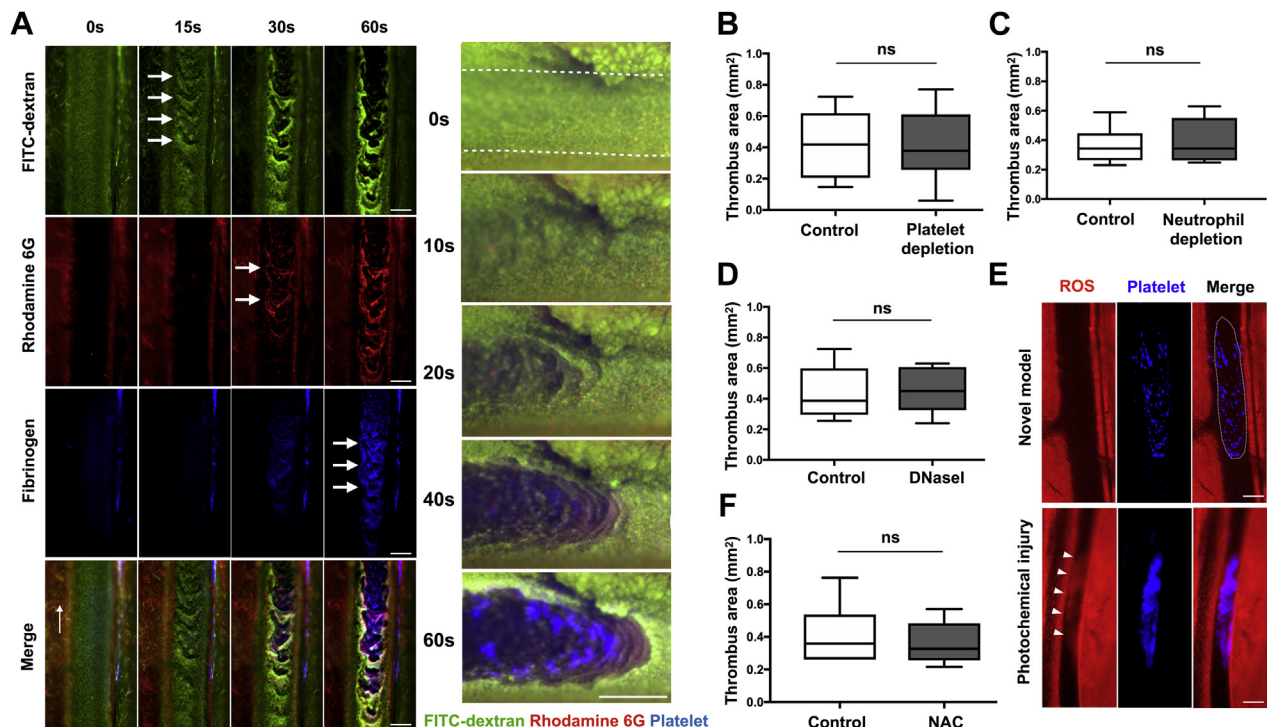 A
0s 15s 30s 60s
FITC-dextran
Rhodamine 6G
Fibrinogen
Merge
0s
10s
20s
40s
60s
FITC-dextran Rhodamine 6G Platelet
B
ns
Thrombus area (mm²)
1.0
0.8
0.6
0.4
0.2
0.0
Control Platelet
depletion
C
ns
Thrombus area (mm²)
1.0
0.8
0.6
0.4
0.2
0.0
Control Neutrophil
depletion
D
ns
Thrombus area (mm²)
1.0
0.8
0.6
0.4
0.2
0.0
Control DNaseI
E
ROS Platelet Merge
Novel model
Photochemical injury
F
ns
Thrombus area (mm²)
1.0
0.8
0.6
0.4
0.2
0.0
Control NAC